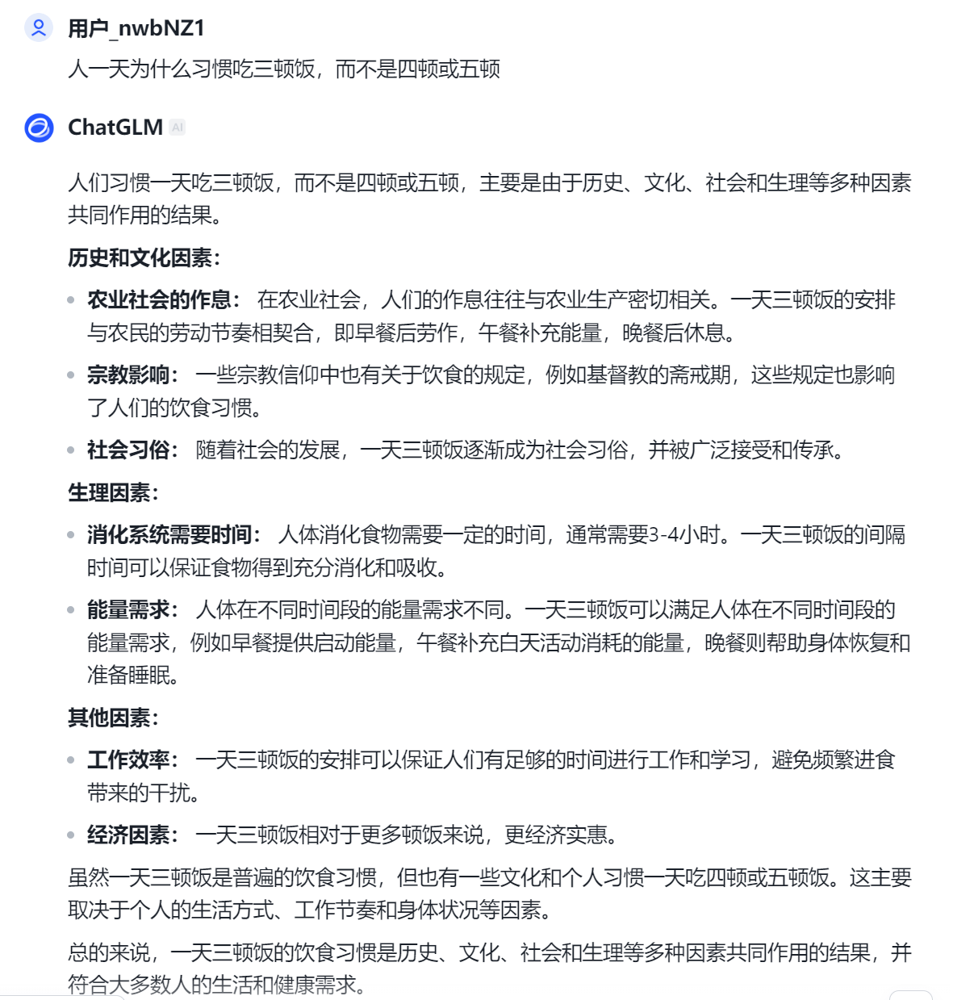 用户_nwbNZ1
人一天为什么习惯吃三顿饭，而不是四顿或五顿
ChatGLM AI
人们习惯一天吃三顿饭，而不是四顿或五顿，主要是由于历史、文化、社会和生理等多种因素
共同作用的结果。
历史和文化因素：
农业社会的作息： 在农业社会，人们的作息往往与农业生产密切相关。一天三顿饭的安排
与农民的劳动节奏相契合，即早餐后劳作，午餐补充能量，晚餐后休息。
宗教影响： 一些宗教信仰中也有关于饮食的规定，例如基督教的斋戒期，这些规定也影响
了人们的饮食习惯。
社会习俗： 随着社会的发展，一天三顿饭逐渐成为社会习俗，并被广泛接受和传承。
生理因素：
消化系统需要时间： 人体消化食物需要一定的时间，通常需要3-4小时。一天三顿饭的间隔
时间可以保证食物得到充分消化和吸收。
能量需求： 人体在不同时间段的能量需求不同。一天三顿饭可以满足人体在不同时间段的
能量需求，例如早餐提供启动能量，午餐补充白天活动消耗的能量，晚餐则帮助身体恢复和
准备睡眠。
其他因素：
工作效率： 一天三顿饭的安排可以保证人们有足够的时间进行工作和学习，避免频繁进食
带来的干扰。
经济因素： 一天三顿饭相对于更多顿饭来说，更经济实惠。
虽然一天三顿饭是普遍的饮食习惯，但也有一些文化和个人习惯一天吃四顿或五顿饭。这主要
取决于个人的生活方式、工作节奏和身体状况等因素。
总的来说，一天三顿饭的饮食习惯是历史、文化、社会和生理等多种因素共同作用的结果，并
符合大多数人的生活和健康需求。